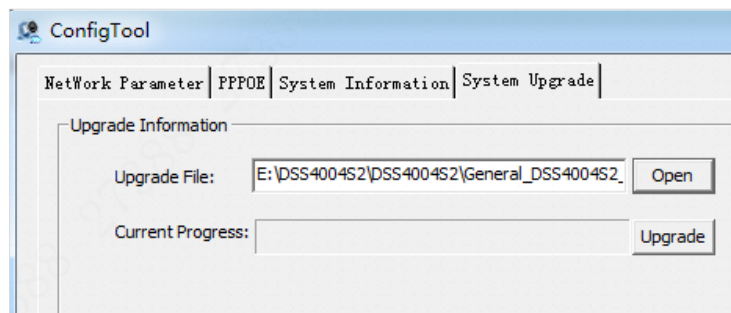 ConfigTool
NetWork Parameter PPPOE System Information System Upgrade
Upgrade Information
Upgrade File: E:\DSS4004S2\DSS4004S2\General_DSS4004S2_ Open
Current Progress: Upgrade